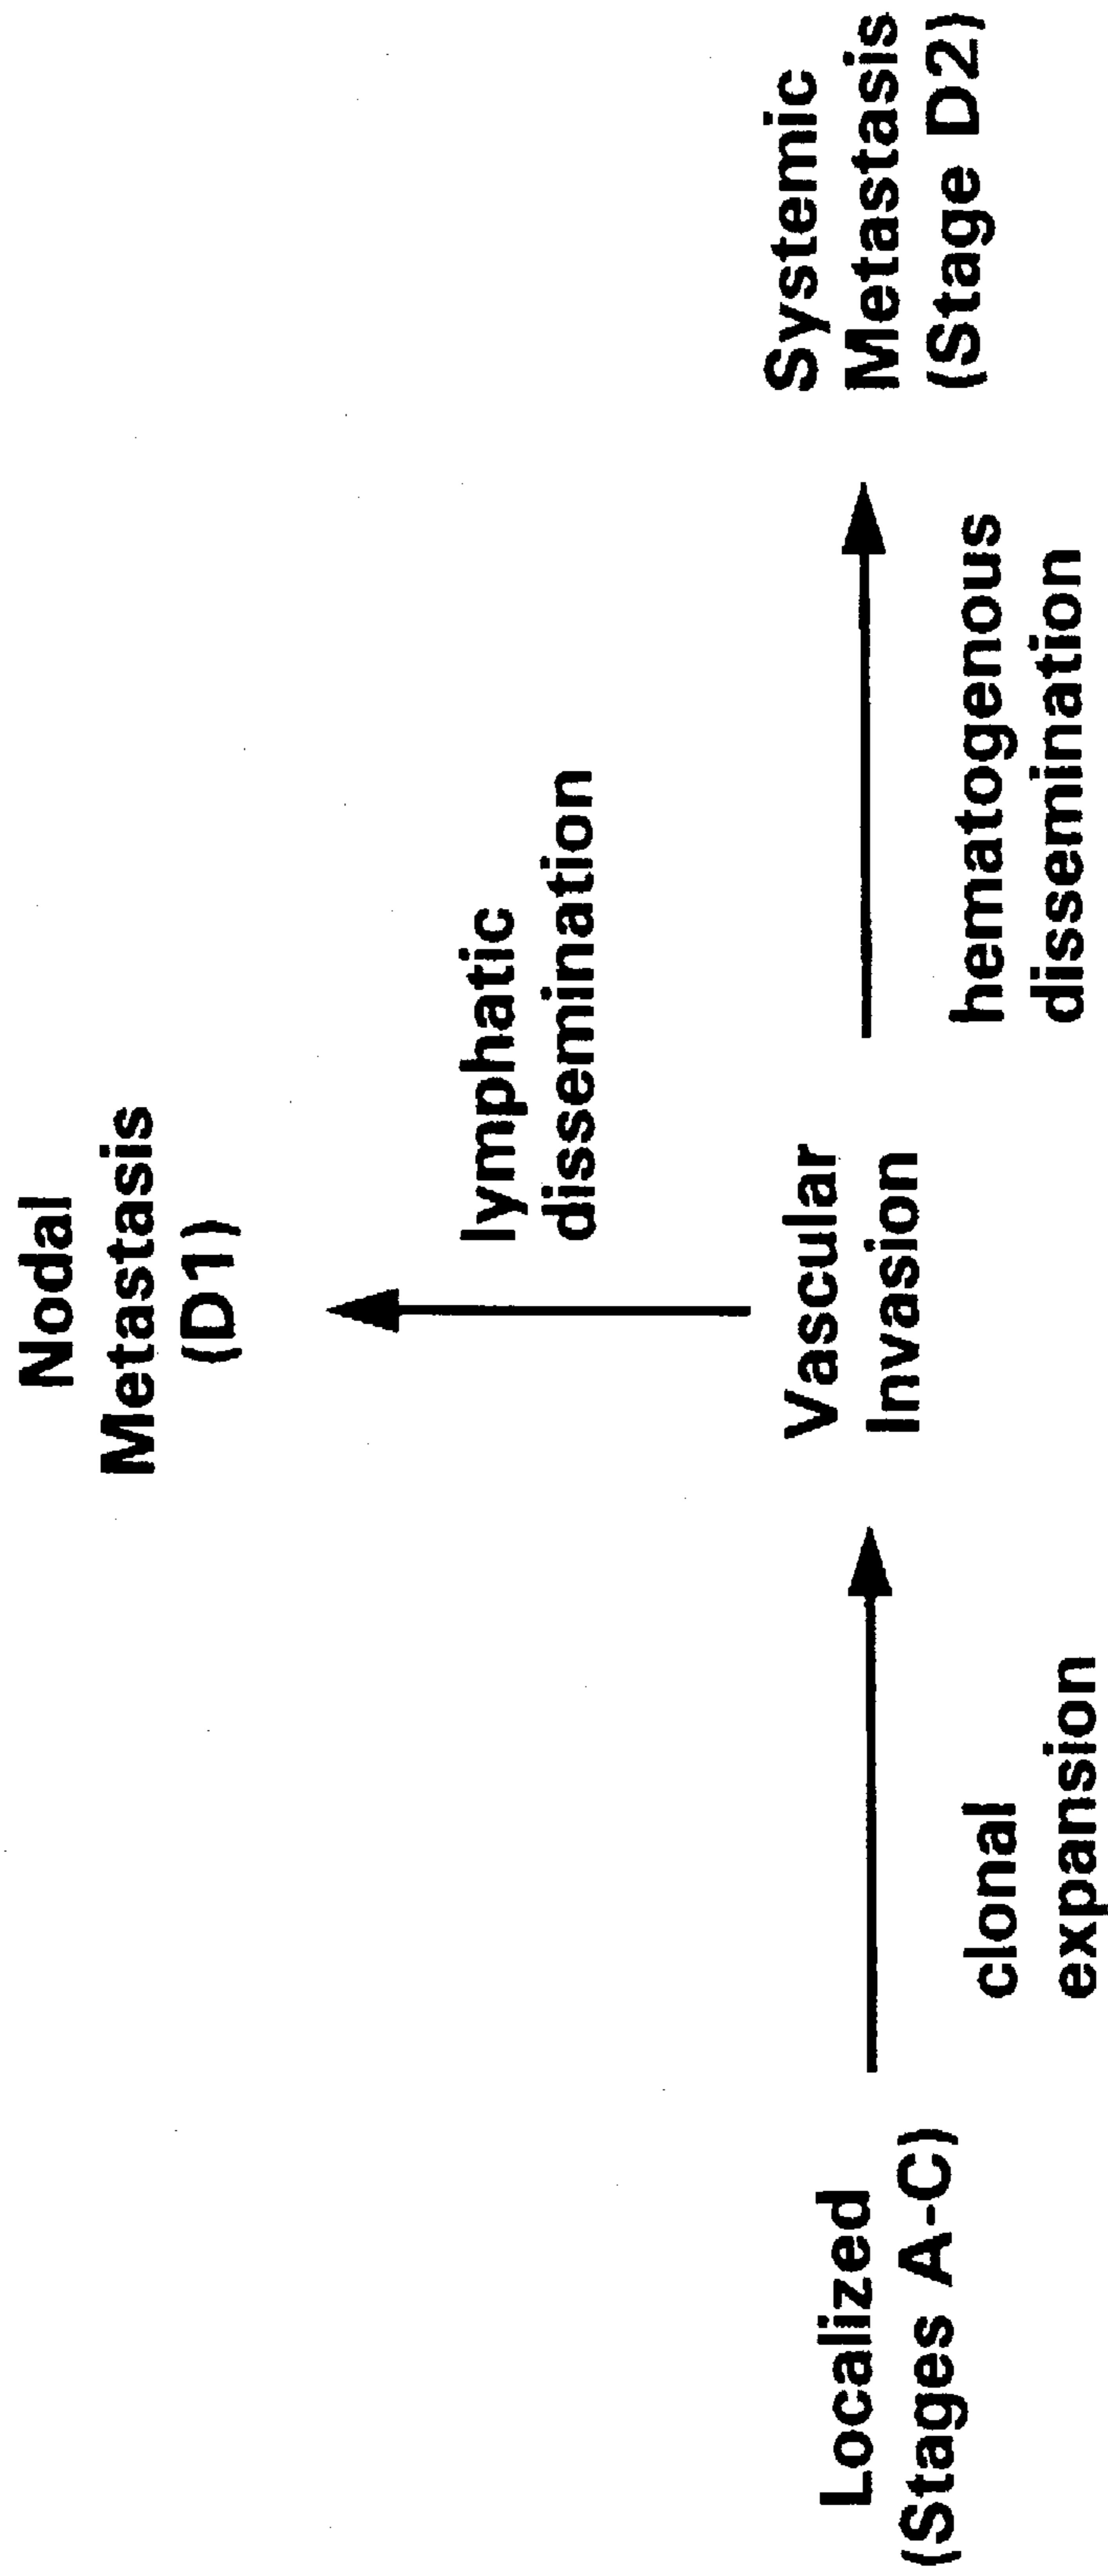 Nodal
Metastasis
(D1)
lymphatic
dissemination
Localized
(Stages A-C)
clonal
expansion
Vascular
Invasion
hematogenous
dissemination
Systemic
Metastasis
(Stage D2)